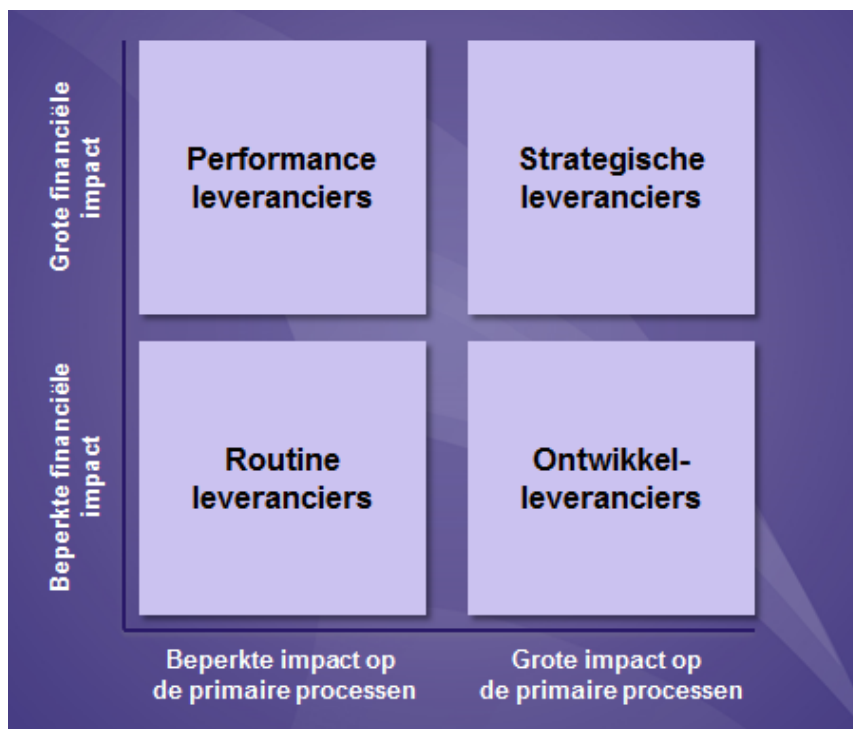 Grote financiële
impact
Performance
leveranciers
Strategische
leveranciers
Beperkte financiële
impact
Routine
leveranciers
Ontwikkel-
leveranciers
Beperkte impact op
de primaire processen
Grote impact op
de primaire processen